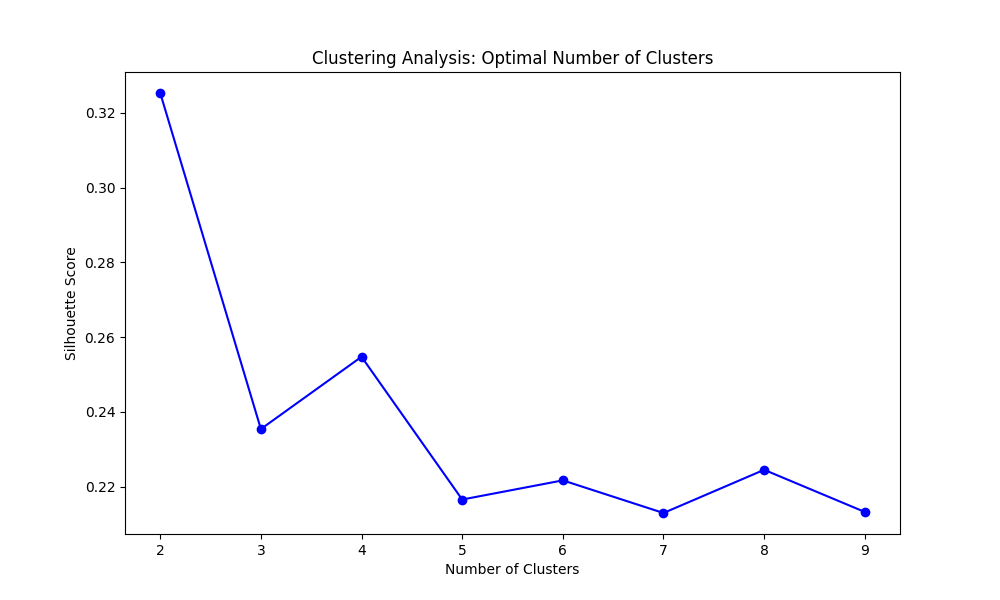 Clustering Analysis: Optimal Number of Clusters
0.32
0.30
0.28
0.26
0.24
0.22
Silhouette Score
2 3 4 5 6 7 8 9
Number of Clusters